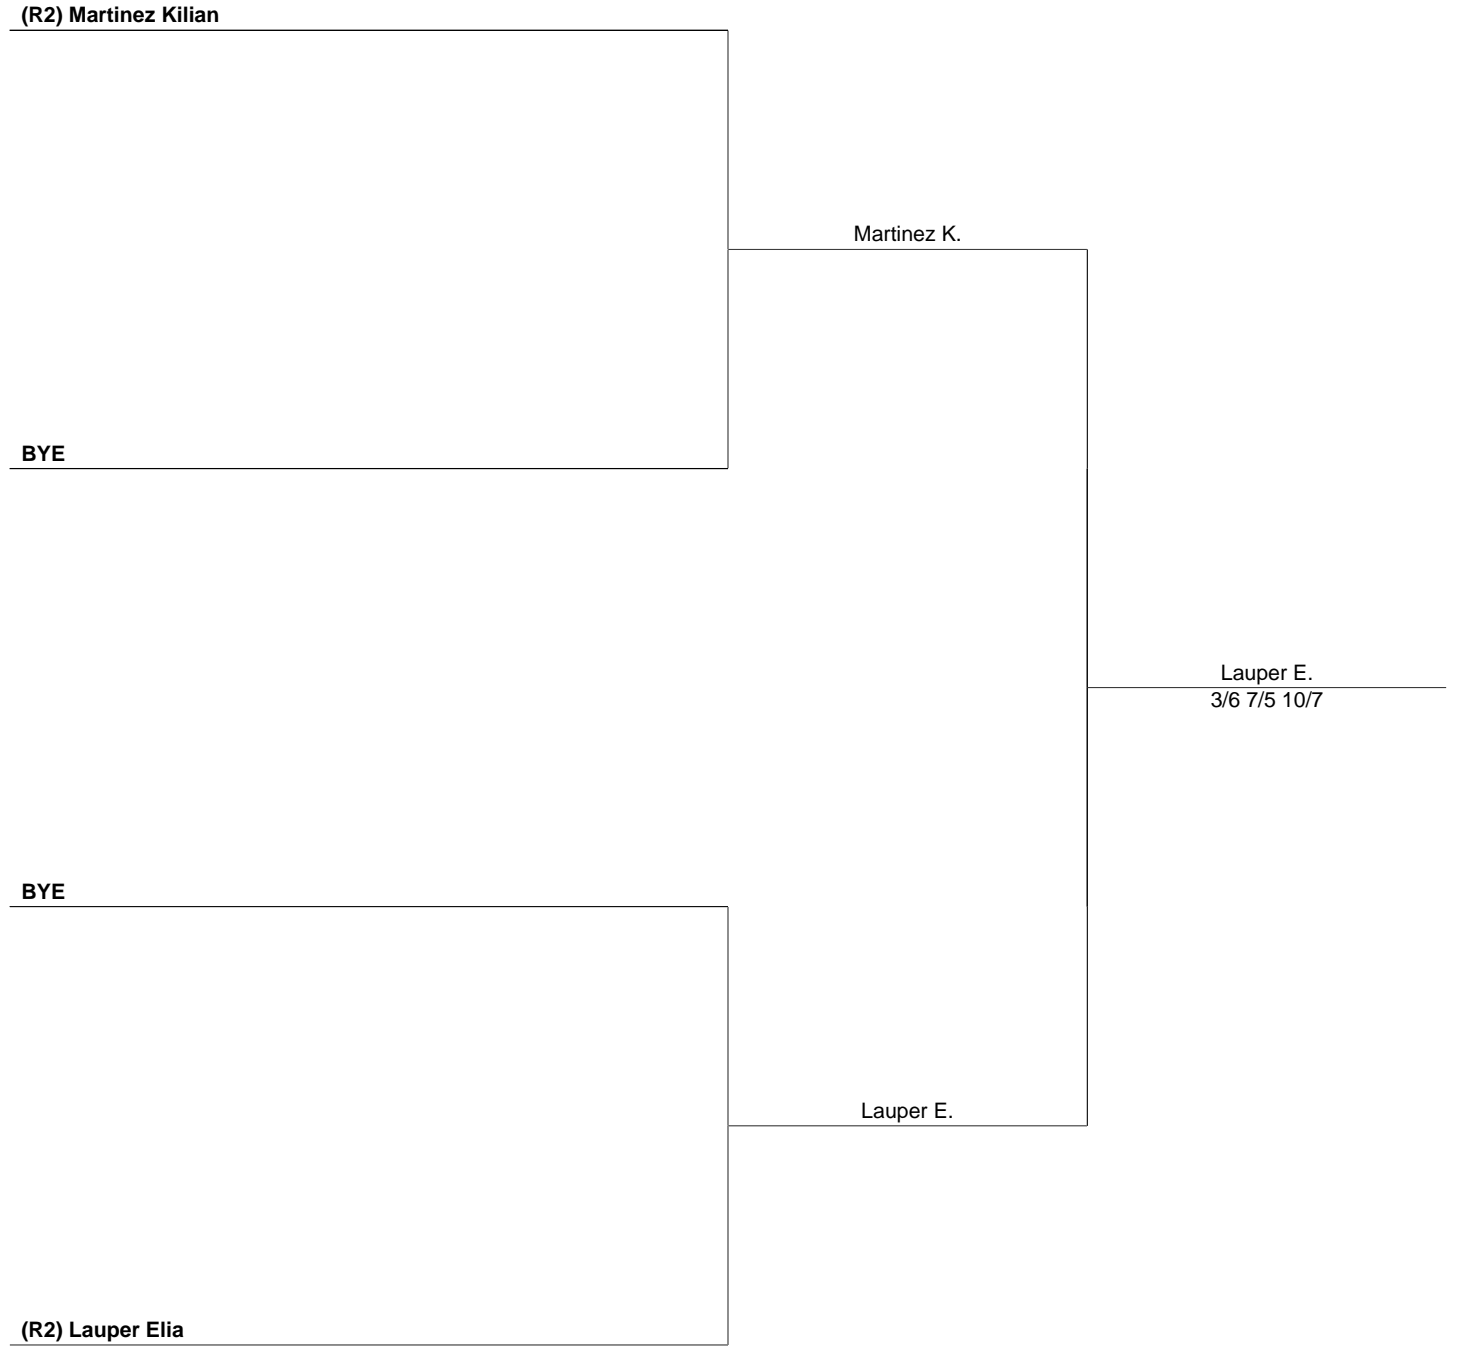 (R2) Martinez Kilian
Martinez K.
BYE
Lauper E.
3/6 7/5 10/7
BYE
Lauper E.
(R2) Lauper Elia